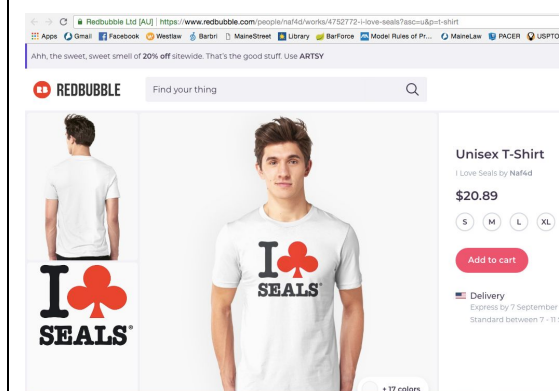 Redbubble Ltd [AU] | https://www.redbubble.com/people/naf4d/works/4752772-i-love-seals?asc=u&p=t-shirt
Apps Gmail Facebook Westlaw Barbri MaineStreet Library BarForce Model Rules of Pr... MaineLaw PACER USPTO
Ahh, the sweet, sweet smell of 20% off sitewide. That's the good stuff. Use ARTSY
REDBUBBLE
Find your thing
I
SEALS®
I
SEALS®
+ 17 colors
Unisex T-Shirt
I Love Seals by Naf4d
$20.89
S M L XL
Add to cart
Delivery
Express by 7 September
Standard between 7 - 11